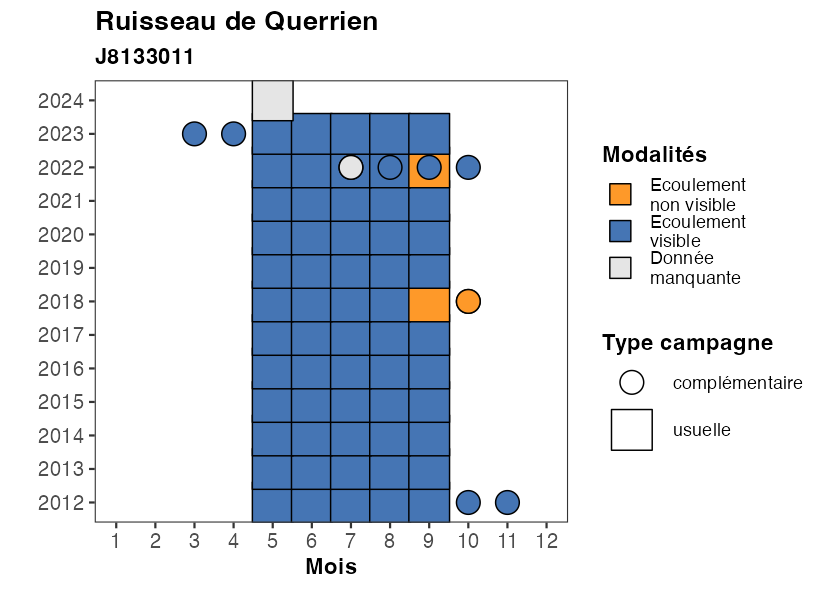 Ruisseau de Querrien
J8133011
2024
2023
2022
2021
2020
2019
2018
2017
2016
2015
2014
2013
2012
1 2 3 4 5 6 7 8 9 10 11 12
Mois
Modalités
Ecoulement
non visible
Ecoulement
visible
Donnée
manquante
Type campagne
complémentaire
usuelle